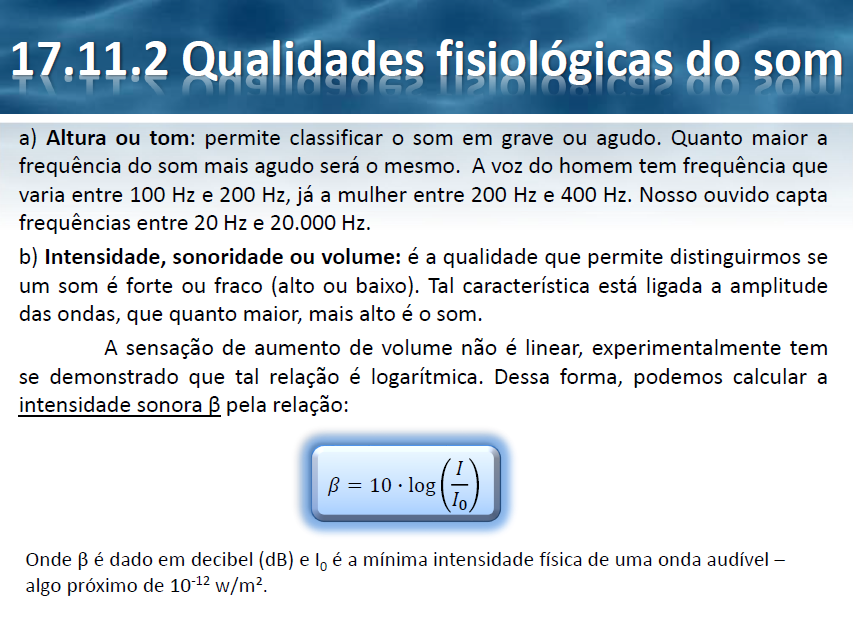 17.11.2 Qualidades fisiológicas do som
a) Altura ou tom: permite classificar o som em grave ou agudo. Quanto maior a
frequência do som mais agudo será o mesmo. A voz do homem tem frequência que
varia entre 100 Hz e 200 Hz, já a mulher entre 200 Hz e 400 Hz. Nosso ouvido capta
frequências entre 20 Hz e 20.000 Hz.
b) Intensidade, sonoridade ou volume: é a qualidade que permite distinguirmos se
um som é forte ou fraco (alto ou baixo). Tal característica está ligada a amplitude
das ondas, que quanto maior, mais alto é o som.
A sensação de aumento de volume não é linear, experimentalmente tem
se demonstrado que tal relação é logarítmica. Dessa forma, podemos calcular a
intensidade sonora β pela relação:
β = 10 · log(I/I₀)
Onde β é dado em decibel (dB) e I₀ é a mínima intensidade física de uma onda audível –
algo próximo de 10⁻¹² w/m².